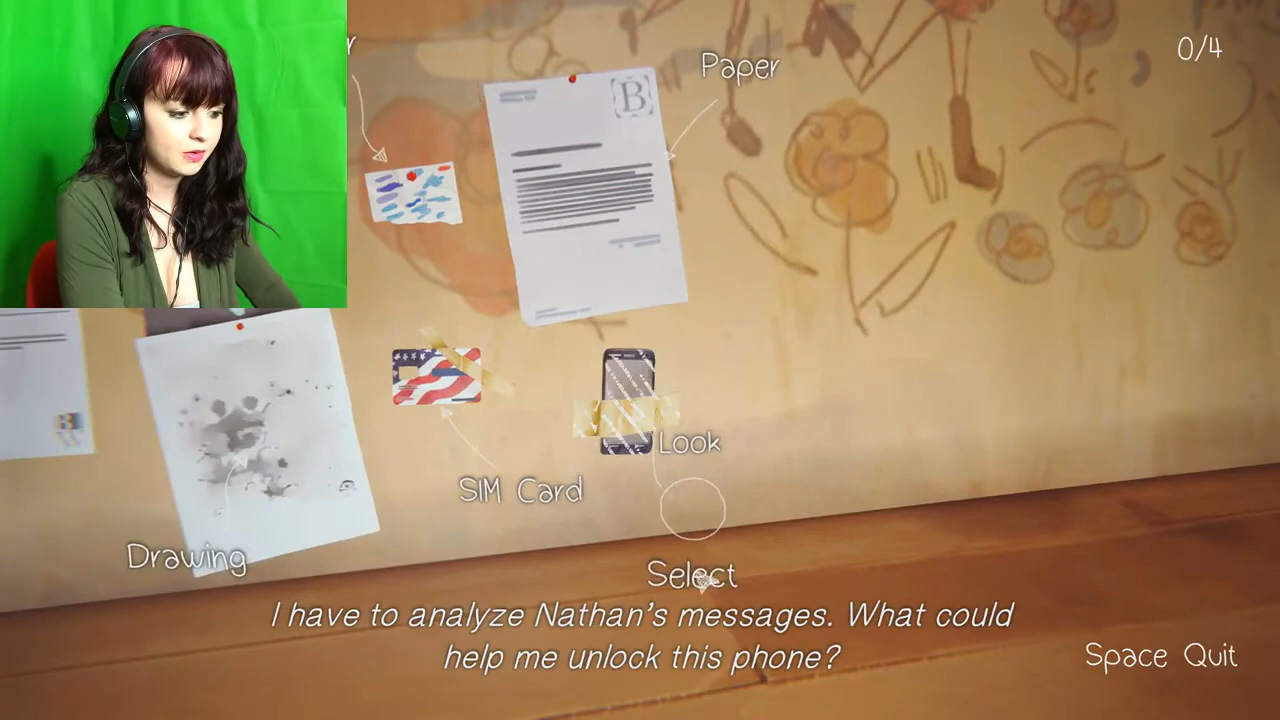 0/4
Paper
B
Look
SIM Card
Drawing
Select
I have to analyze Nathan's messages. What could
help me unlock this phone?
Space Quit